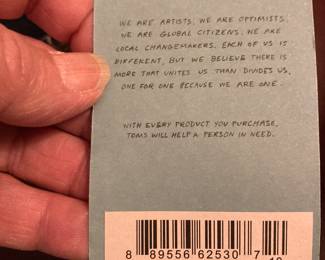 WE ARE ARTISTS. WE ARE OPTIMISTS.
WE ARE GLOBAL CITIZENS. WE ARE
LOCAL CHANGEMAKERS. EACH OF US IS
DIFFERENT, BUT WE BELIEVE THERE IS
MORE THAT UNITES US THAN DIVIDES US,
ONE FOR ONE BECAUSE WE ARE ONE.
WITH EVERY PRODUCT YOU PURCHASE,
TOMS WILL HELP A PERSON IN NEED.
8 89556 62530 7